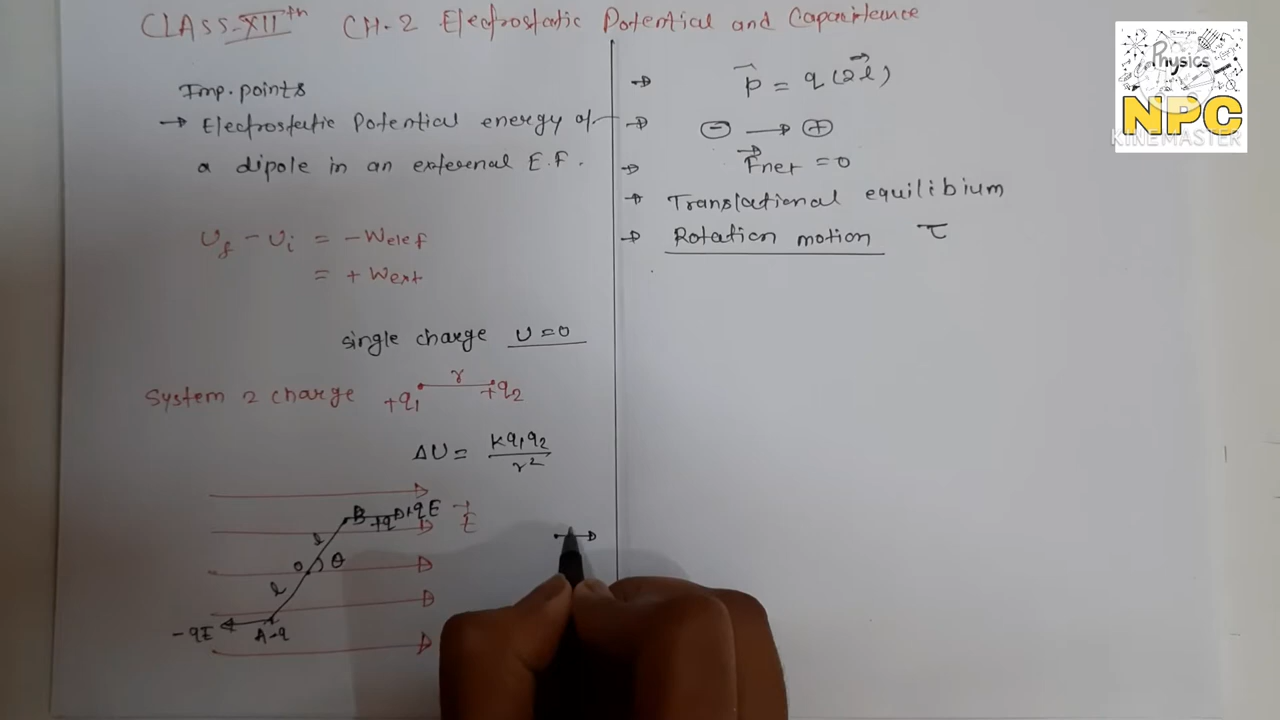 CLASS-XIIth CH-2 Electrostatic Potential and Capacitence
Imp. points
→ Electrostatic Potential energy of
a dipole in an external E.F.
Uf - Ui = -Welef
= + Wext
single charge U=0
System 2 charge +q1 r +q2
ΔU = kq1q2/r2
B +q +qE
E
l
O θ
l
-qE A-q
→ p⃗ = q(2l⃗)
→ ⊖ → ⊕
→ F⃗net = 0
→ Translational equilibium
→ Rotation motion τ
Physics
NPC
KINEMASTER